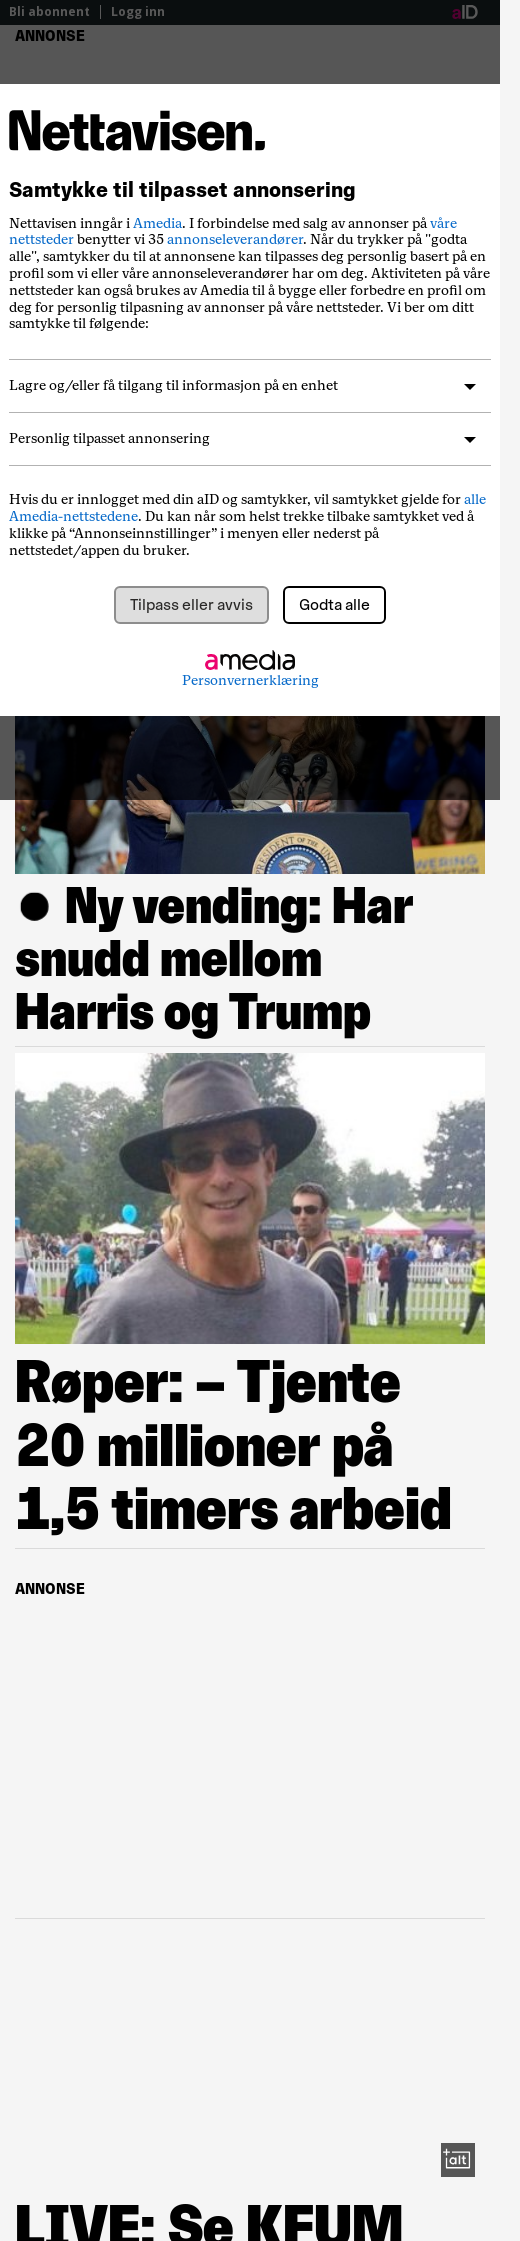 Bli abonnent | Logg inn
aID
ANNONSE
Nettavisen.
Samtykke til tilpasset annonsering
Nettavisen inngår i Amedia. I forbindelse med salg av annonser på våre
nettsteder benytter vi 35 annonseleverandører. Når du trykker på "godta
alle", samtykker du til at annonsene kan tilpasses deg personlig basert på en
profil som vi eller våre annonseleverandører har om deg. Aktiviteten på våre
nettsteder kan også brukes av Amedia til å bygge eller forbedre en profil om
deg for personlig tilpasning av annonser på våre nettsteder. Vi ber om ditt
samtykke til følgende:
Lagre og/eller få tilgang til informasjon på en enhet
Personlig tilpasset annonsering
Hvis du er innlogget med din aID og samtykker, vil samtykket gjelde for alle
Amedia-nettstedene. Du kan når som helst trekke tilbake samtykket ved å
klikke på “Annonseinnstillinger” i menyen eller nederst på
nettstedet/appen du bruker.
Tilpass eller avvis
Godta alle
amedia
Personvernerklæring
Ny vending: Har
snudd mellom
Harris og Trump
Røper: – Tjente
20 millioner på
1,5 timers arbeid
ANNONSE
+alt
LIVE: Se KFUM